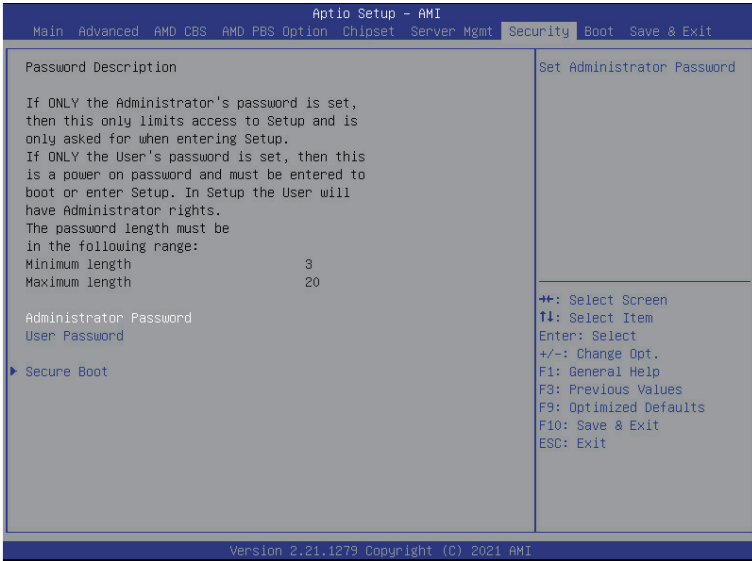 Aptio Setup – AMI
Main Advanced AMD CBS AMD PBS Option Chipset Server Mgmt Security Boot Save & Exit
Password Description
If ONLY the Administrator's password is set,
then this only limits access to Setup and is
only asked for when entering Setup.
If ONLY the User's password is set, then this
is a power on password and must be entered to
boot or enter Setup. In Setup the User will
have Administrator rights.
The password length must be
in the following range:
Minimum length 3
Maximum length 20
Administrator Password
User Password
Secure Boot
Set Administrator Password
→←: Select Screen
↑↓: Select Item
Enter: Select
+/-: Change Opt.
F1: General Help
F3: Previous Values
F9: Optimized Defaults
F10: Save & Exit
ESC: Exit
Version 2.21.1279 Copyright (C) 2021 AMI